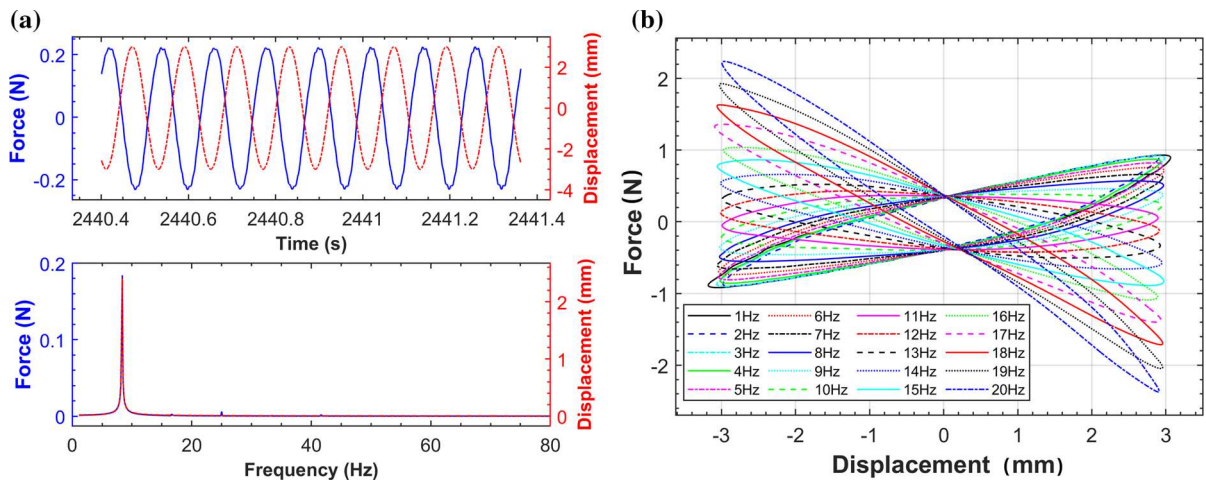 (a)
0.2
0
-0.2
Force (N)
2
0
-2
-4
Displacement (mm)
2440.4 2440.6 2440.8 2441 2441.2 2441.4
Time (s)
0.2
0.1
0
Force (N)
2
1
0
Displacement (mm)
0 20 40 60 80
Frequency (Hz)
(b)
2
1
0
-1
-2
Force (N)
1Hz 6Hz 11Hz 16Hz
2Hz 7Hz 12Hz 17Hz
3Hz 8Hz 13Hz 18Hz
4Hz 9Hz 14Hz 19Hz
5Hz 10Hz 15Hz 20Hz
-3 -2 -1 0 1 2 3
Displacement (mm)